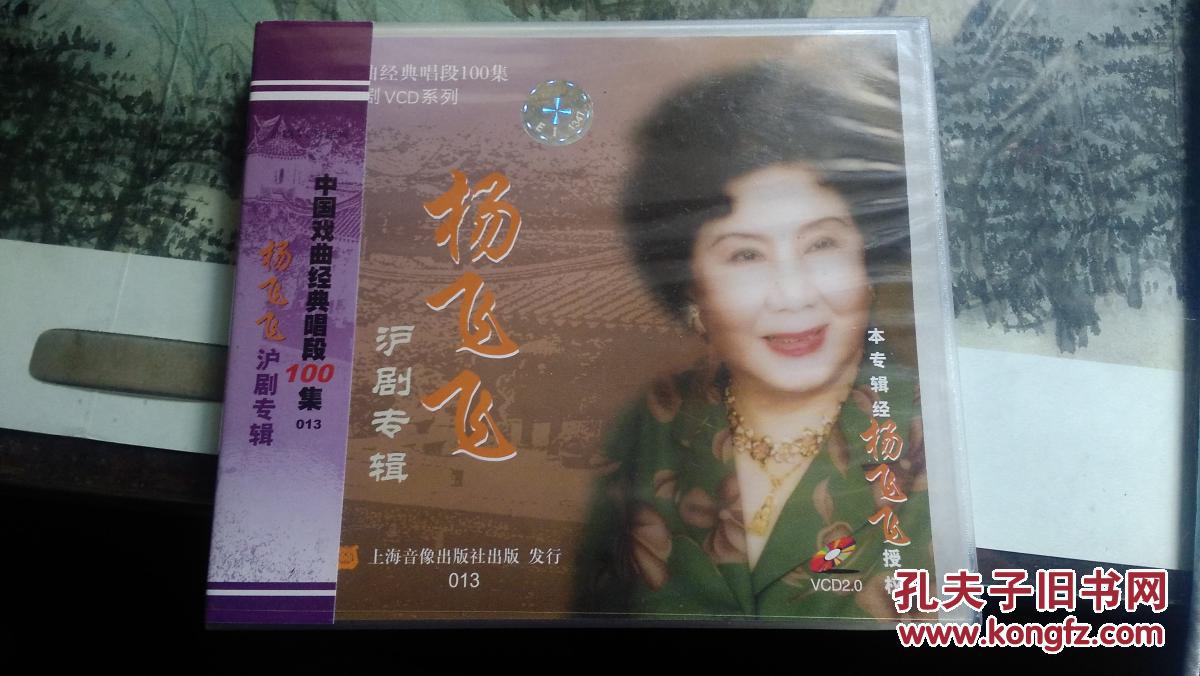 中国戏曲经典唱段100集
013
杨飞飞
沪剧专辑
曲经典唱段100集
剧VCD系列
杨飞飞
沪剧专辑
上海音像出版社出版 发行
013
本专辑经杨飞飞授权
VCD2.0
孔夫子旧书网
www.kongfz.com